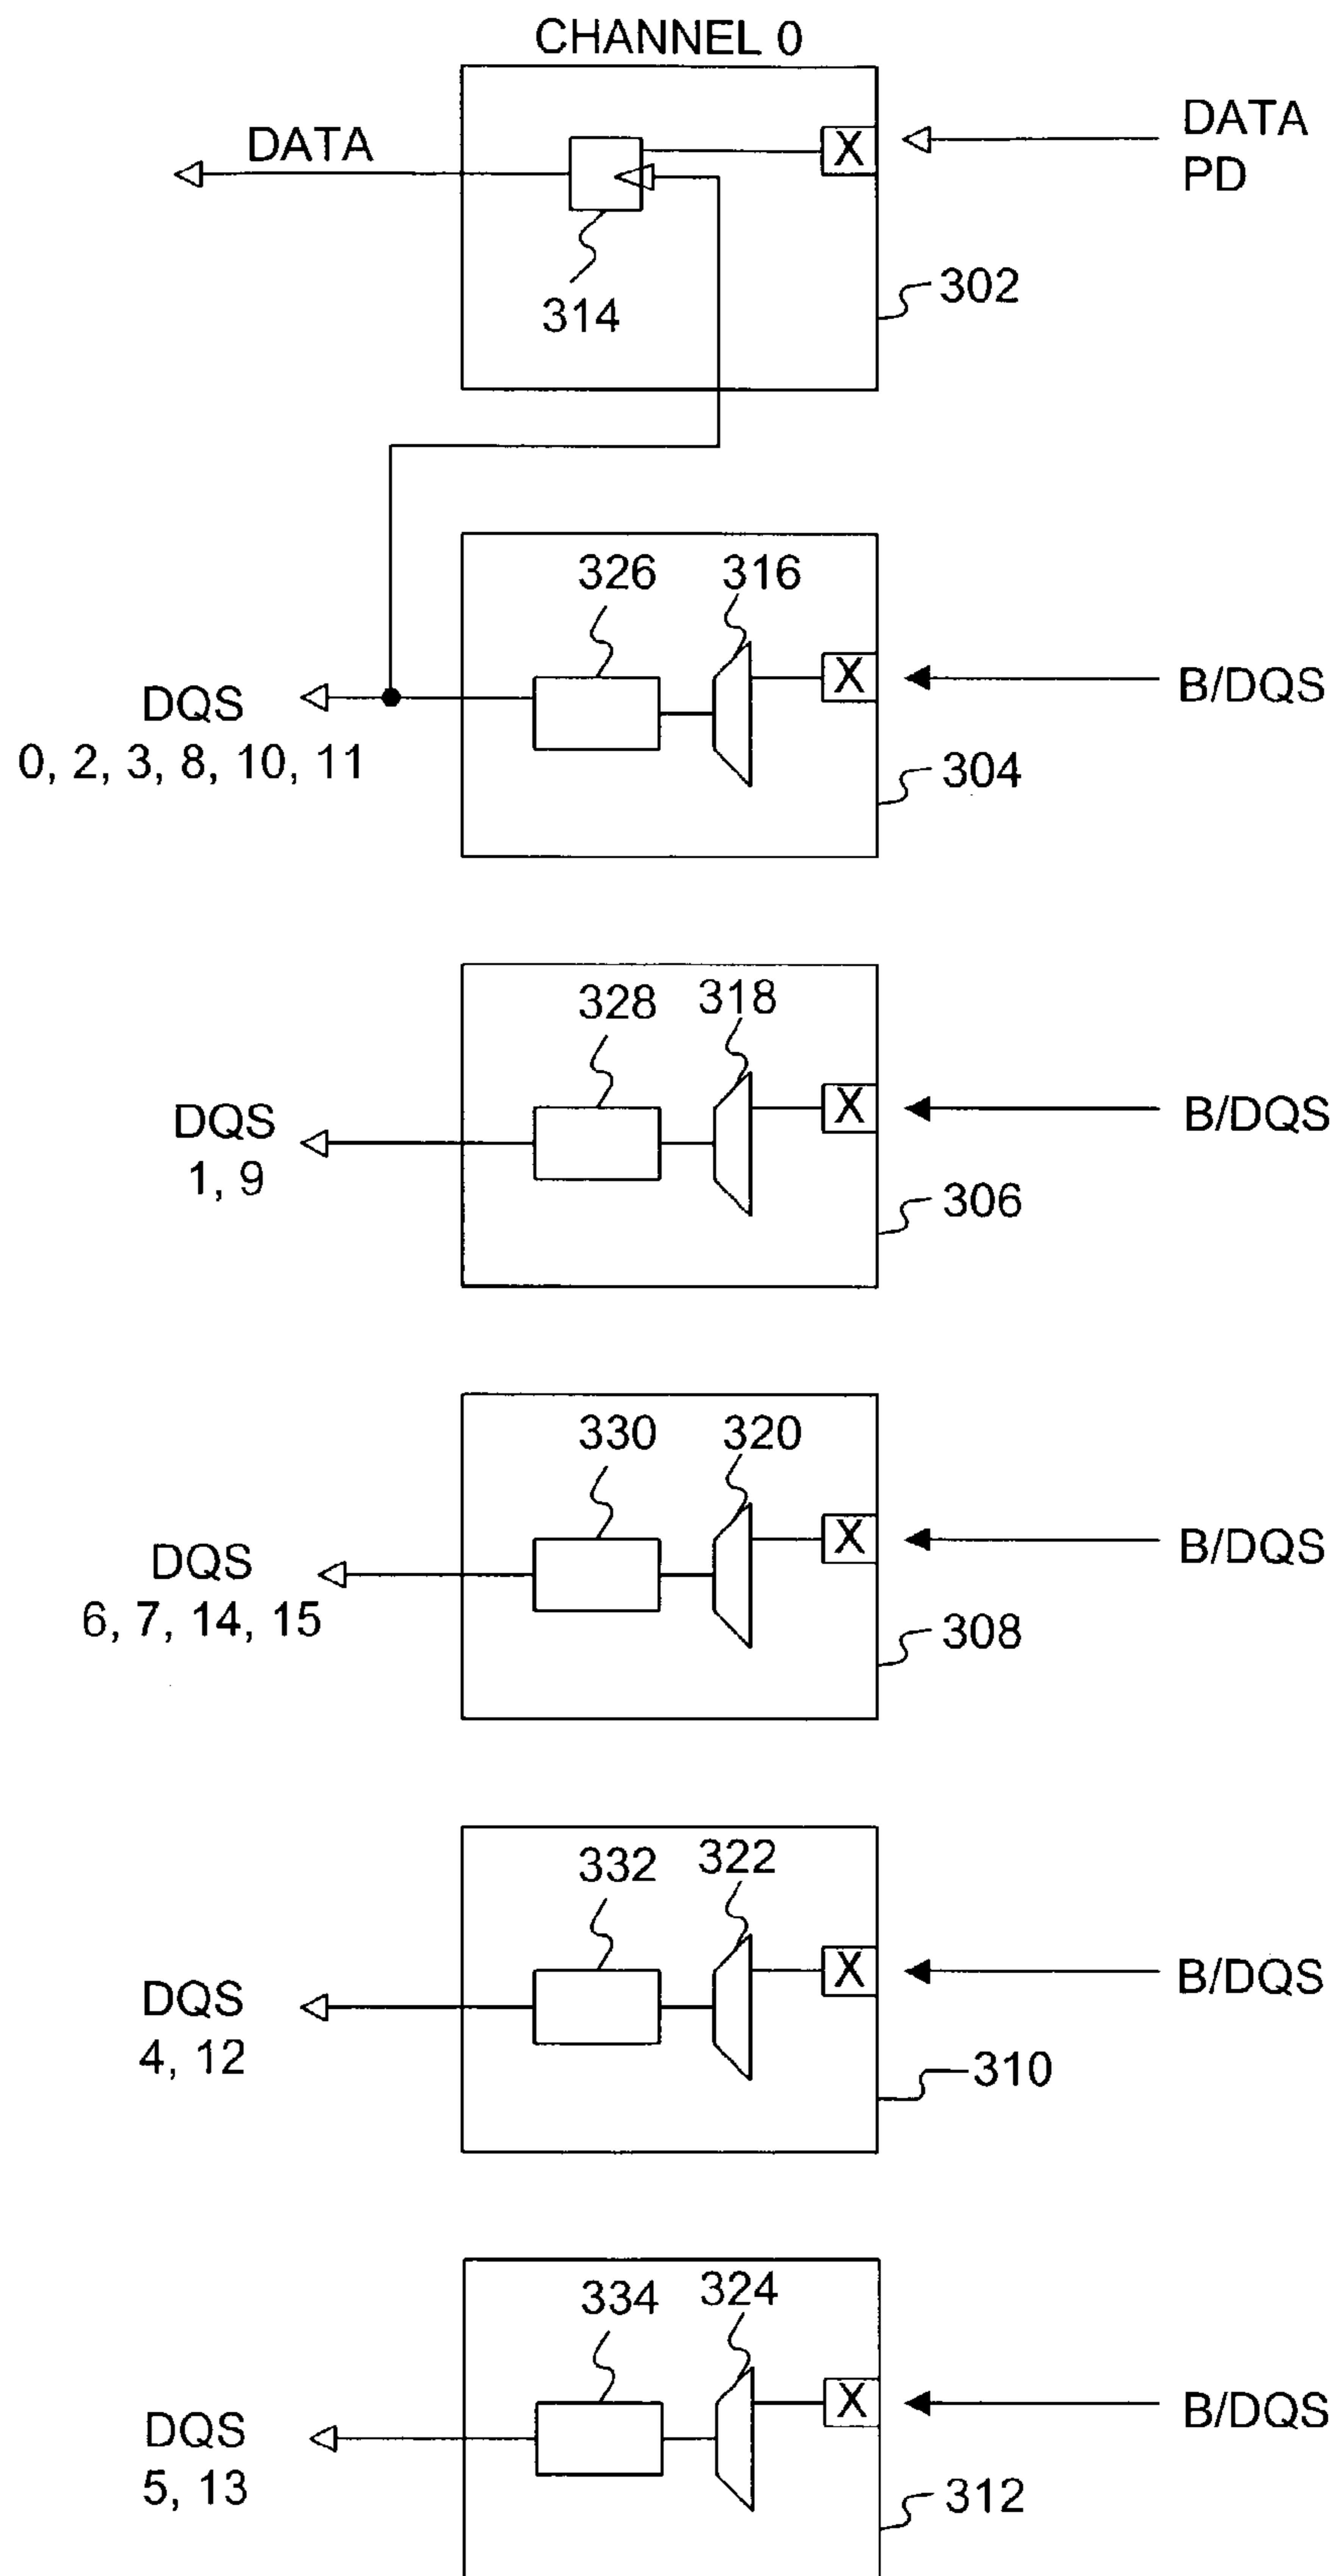 CHANNEL 0
DATA
X
DATA
PD
314
302
326
316
X
DQS
0, 2, 3, 8, 10, 11
B/DQS
304
328
318
X
DQS
1, 9
B/DQS
306
330
320
X
DQS
6, 7, 14, 15
B/DQS
308
332
322
X
DQS
4, 12
B/DQS
310
334
324
X
DQS
5, 13
B/DQS
312